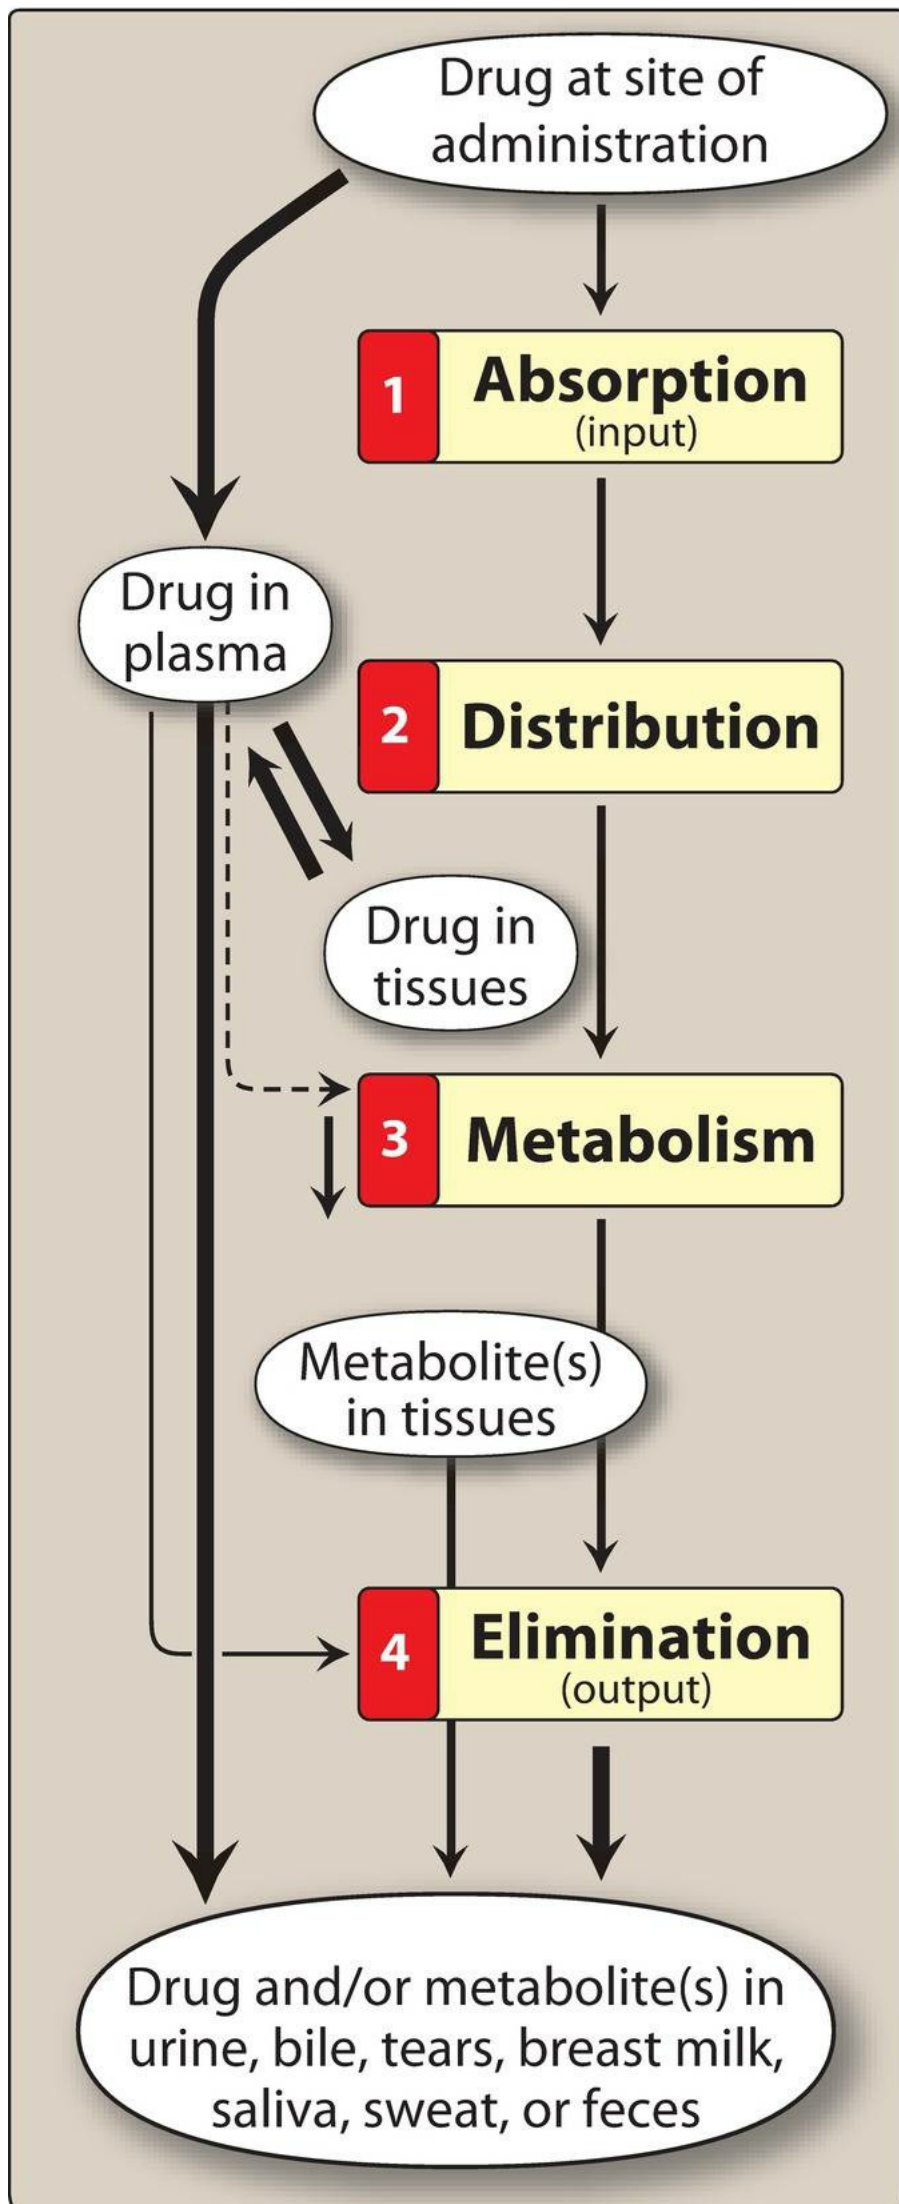 Drug at site of
administration
1
Absorption
(input)
Drug in
plasma
2
Distribution
Drug in
tissues
3
Metabolism
Metabolite(s)
in tissues
4
Elimination
(output)
Drug and/or metabolite(s) in
urine, bile, tears, breast milk,
saliva, sweat, or feces